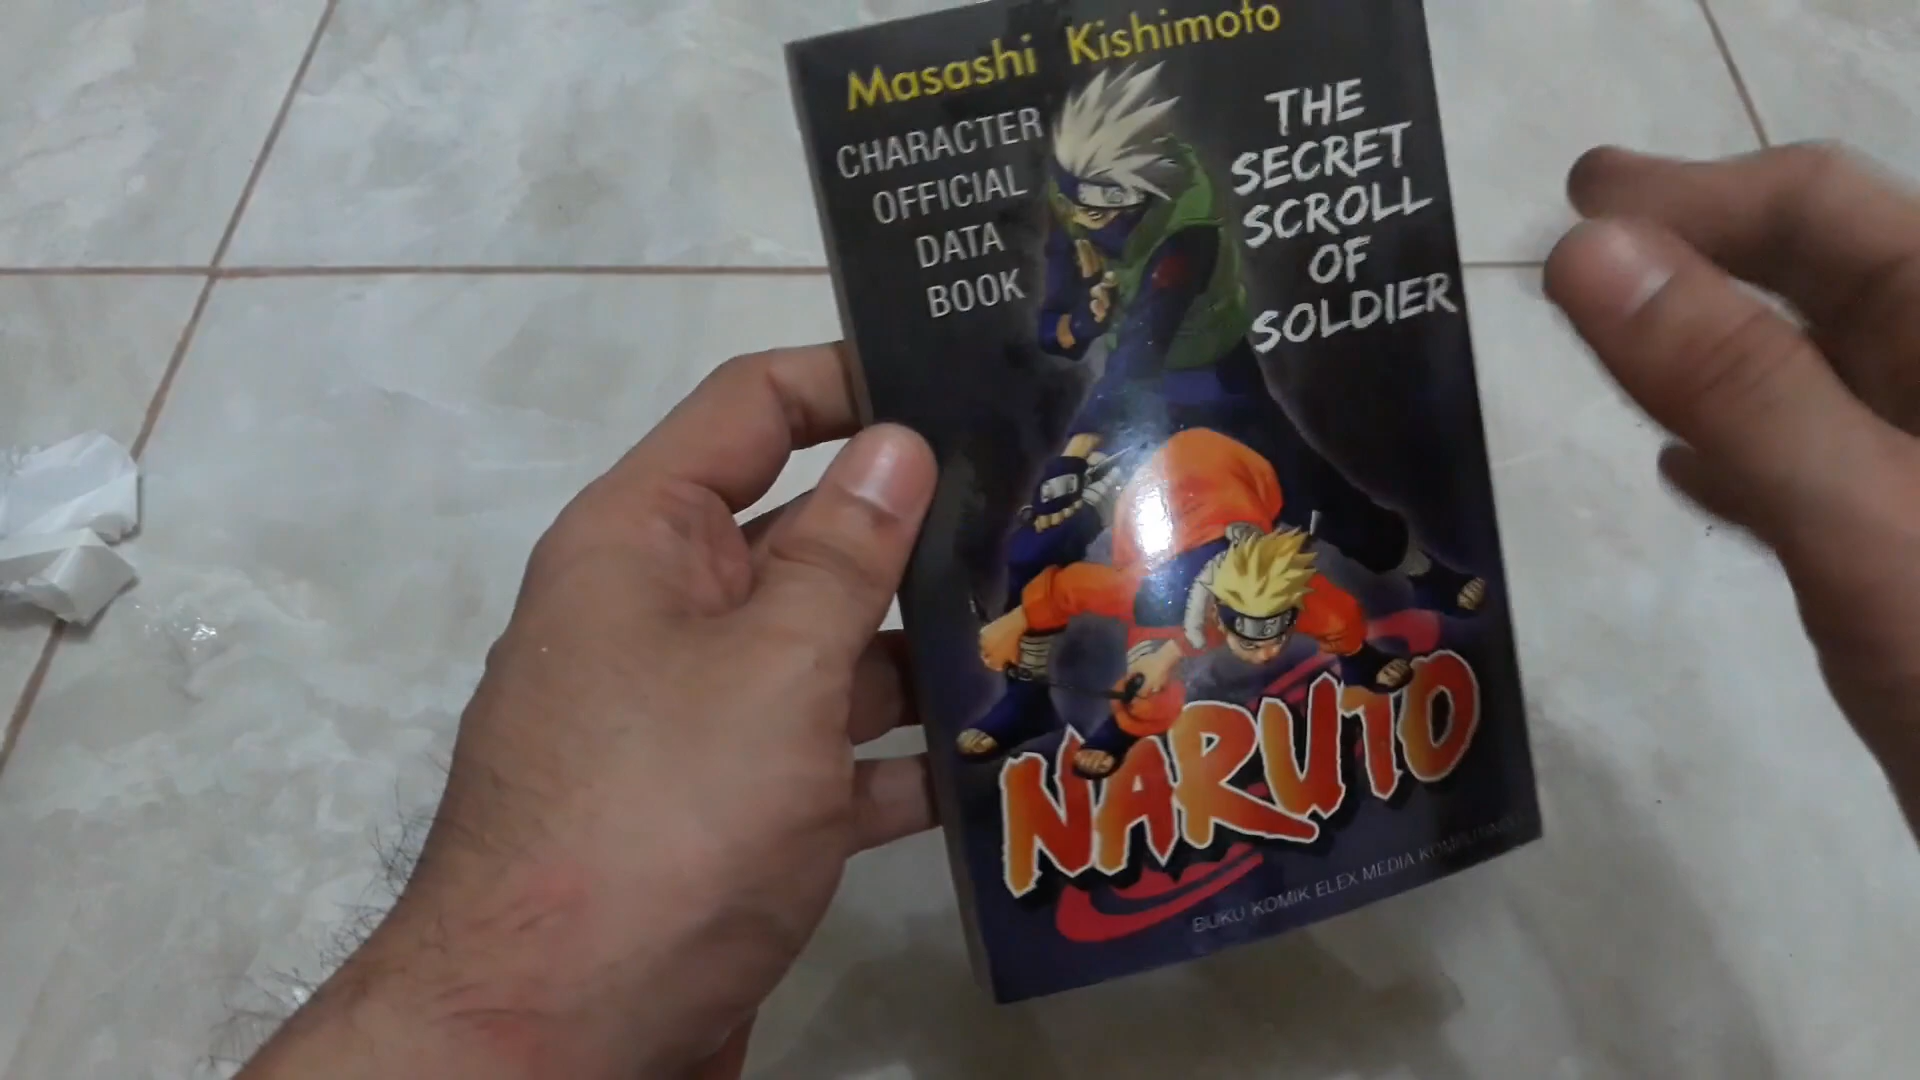 Masashi Kishimoto
CHARACTER
OFFICIAL
DATA
BOOK
THE
SECRET
SCROLL
OF
SOLDIER
NARUTO
BUKU KOMIK ELEX MEDIA KOMPUTINDO